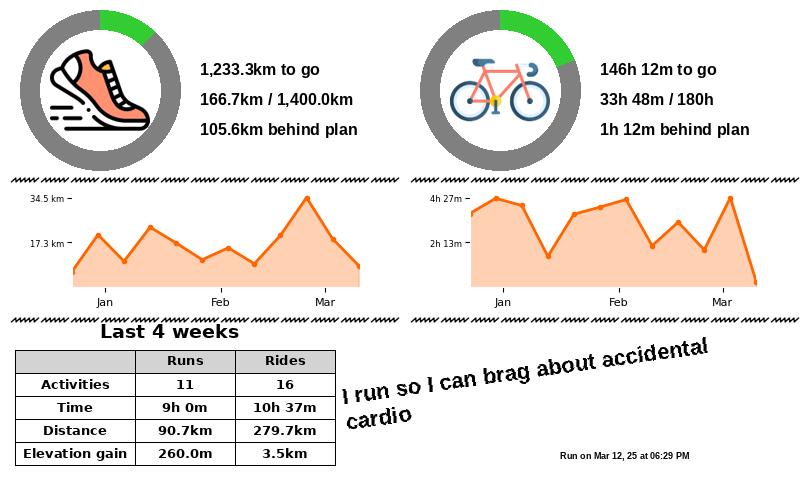 1,233.3km to go
166.7km / 1,400.0km
105.6km behind plan
146h 12m to go
33h 48m / 180h
1h 12m behind plan
34.5 km
17.3 km
Jan Feb Mar
4h 27m
2h 13m
Jan Feb Mar
Last 4 weeks
Runs Rides
Activities 11 16
Time 9h 0m 10h 37m
Distance 90.7km 279.7km
Elevation gain 260.0m 3.5km
I run so I can brag about accidental
cardio
Run on Mar 12, 25 at 06:29 PM